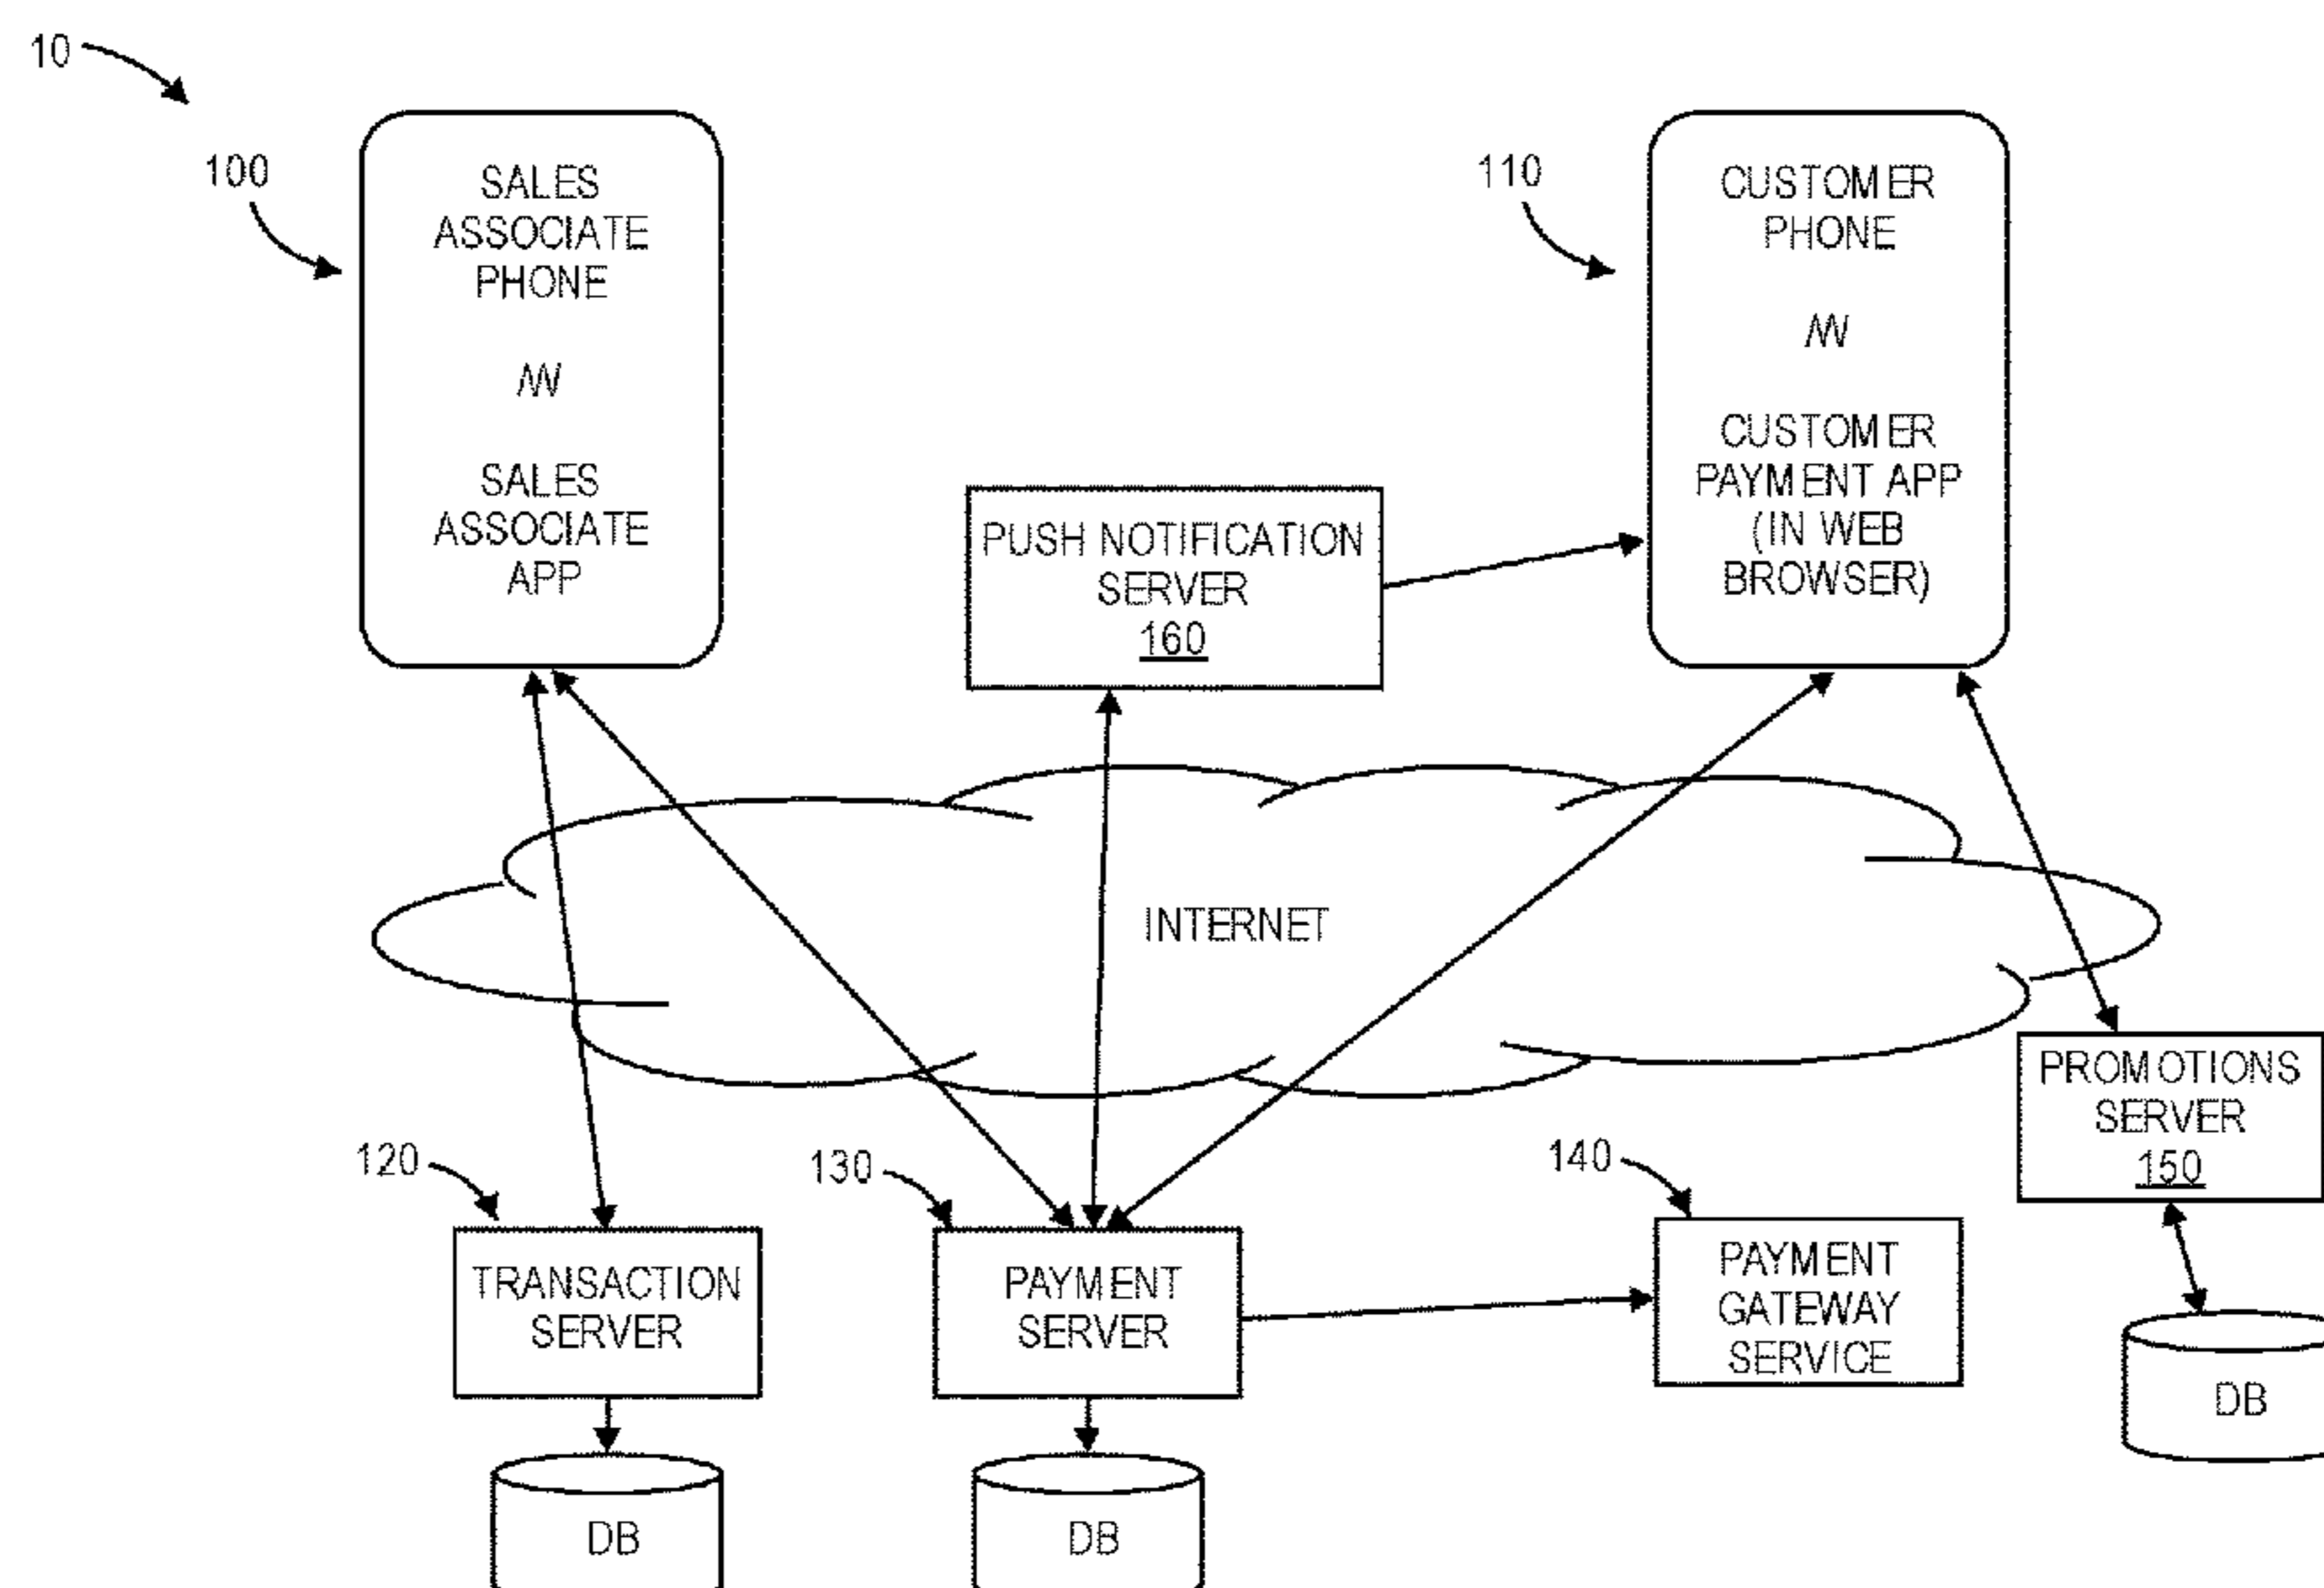 10
100
SALES
ASSOCIATE
PHONE
/W
SALES
ASSOCIATE
APP
110
CUSTOMER
PHONE
/W
CUSTOMER
PAYMENT APP
(IN WEB
BROWSER)
PUSH NOTIFICATION
SERVER
160
INTERNET
PROMOTIONS
SERVER
150
DB
120
TRANSACTION
SERVER
DB
130
PAYMENT
SERVER
DB
140
PAYMENT
GATEWAY
SERVICE